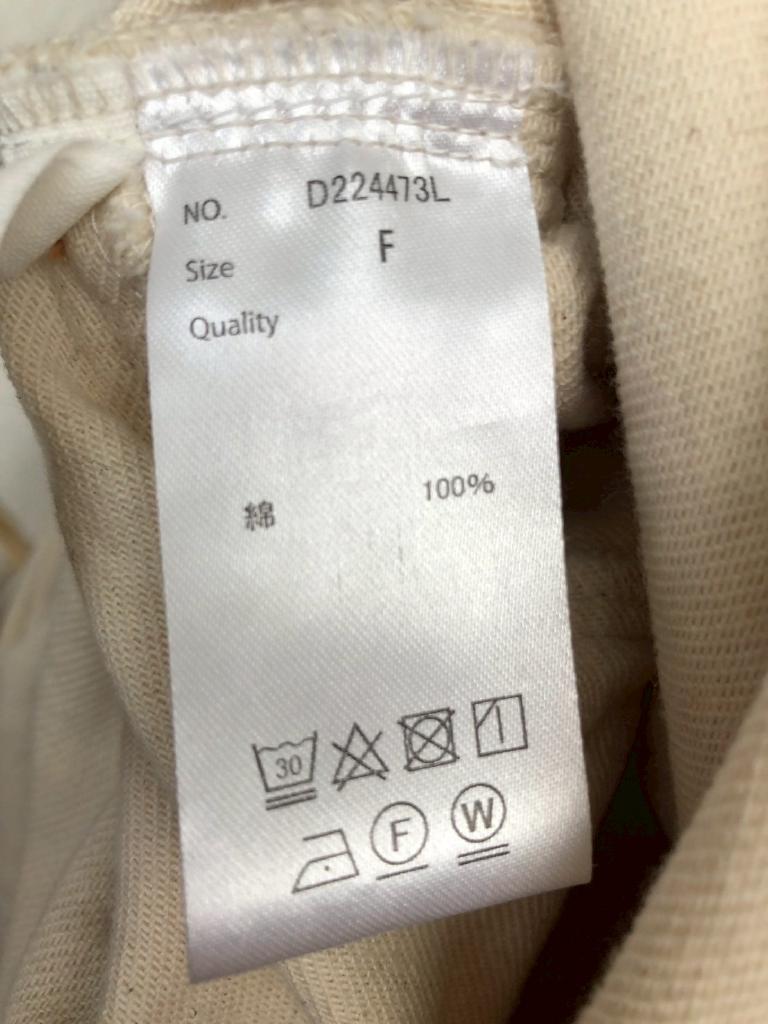 NO. D224473L
Size F
Quality
綿 100%
30
F W